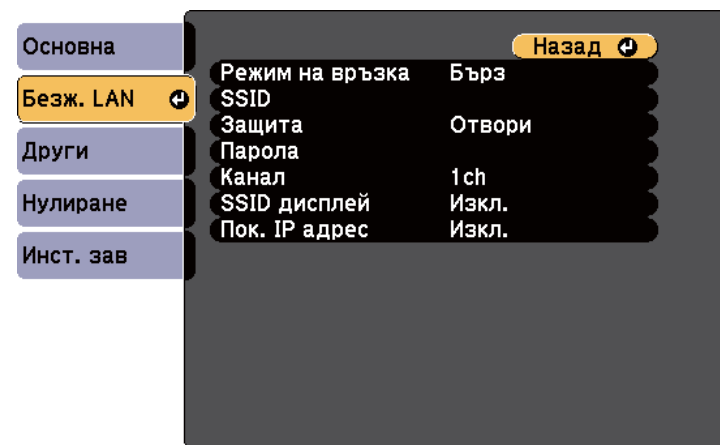 Основна
Безж. LAN
Други
Нулиране
Инст. зав
Назад
Режим на връзка Бърз
SSID
Защита Отвори
Парола
Канал 1ch
SSID дисплей Изкл.
Пок. IP адрес Изкл.